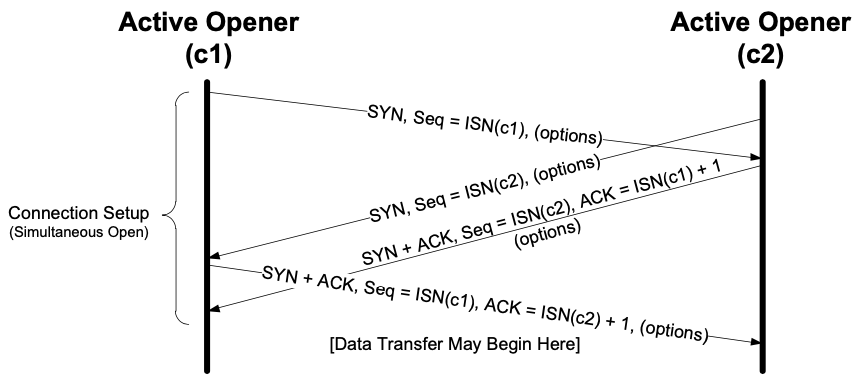 Active Opener
(c1)
Active Opener
(c2)
SYN, Seq = ISN(c1), (options)
SYN, Seq = ISN(c2), (options)
SYN + ACK, Seq = ISN(c2), ACK = ISN(c1) + 1
(options)
Connection Setup
(Simultaneous Open)
SYN + ACK, Seq = ISN(c1), ACK = ISN(c2) + 1, (options)
[Data Transfer May Begin Here]